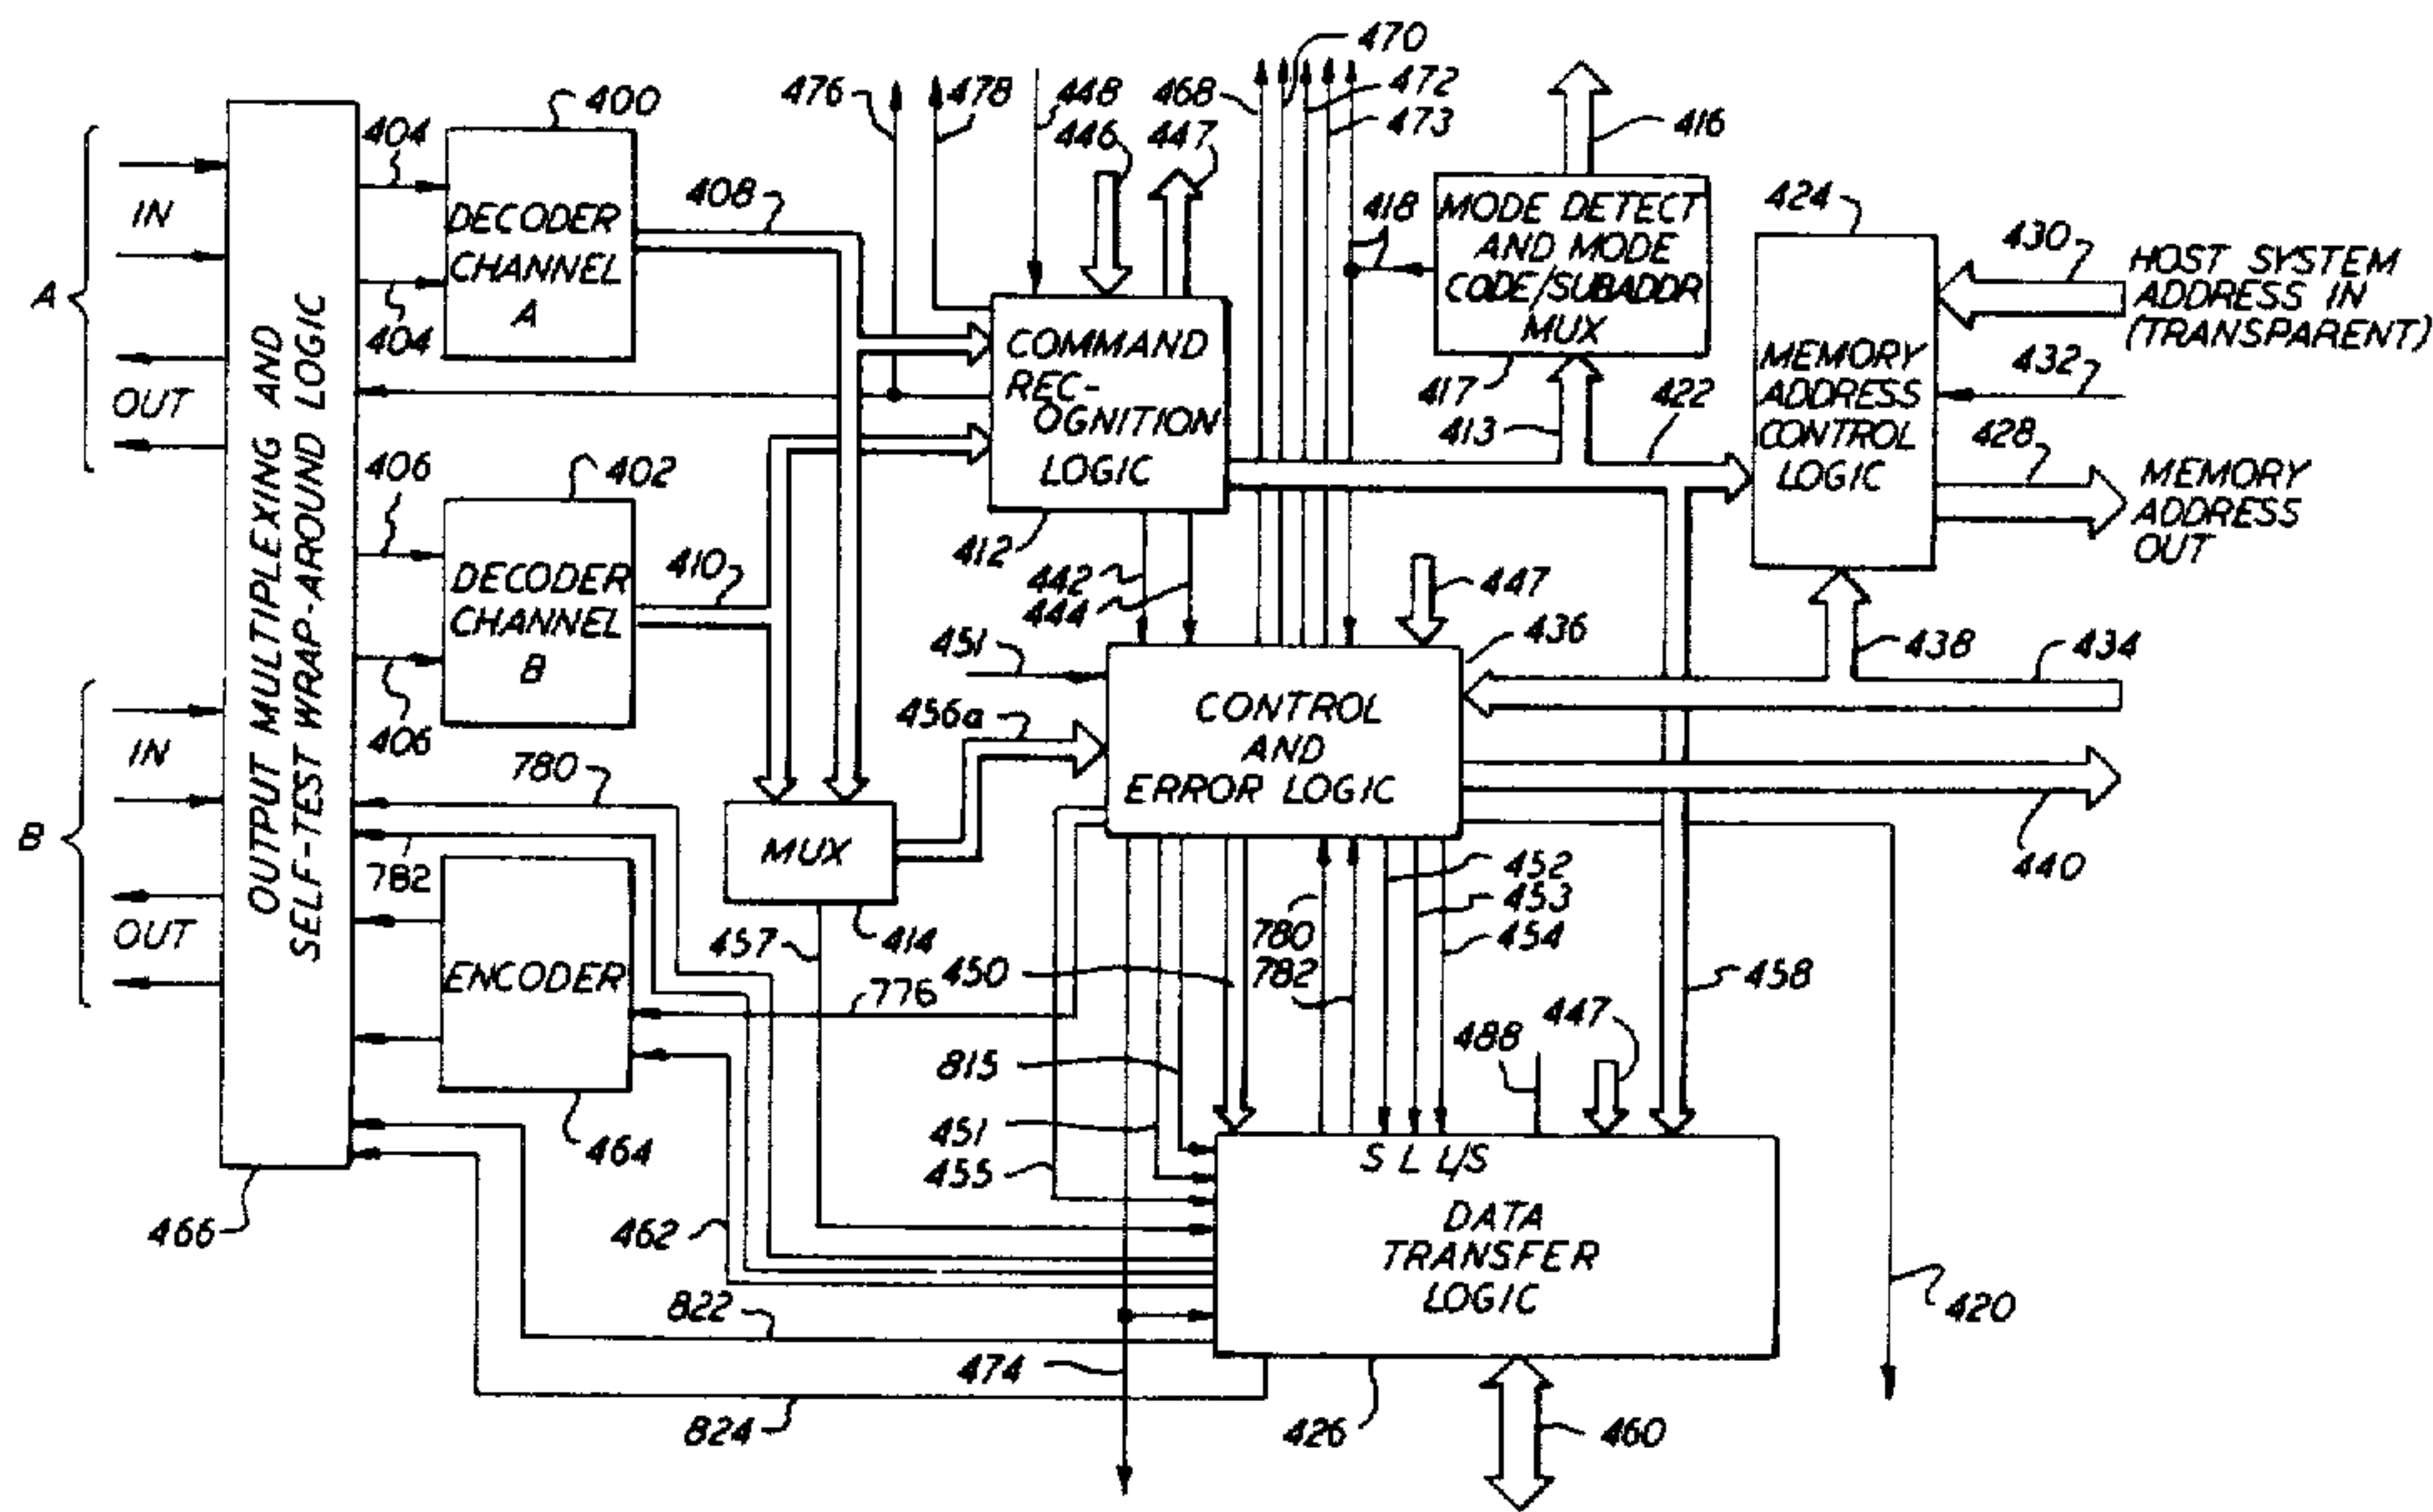 470
400
476
478
448
468
472
446
447
473
416
404
408
418
MODE DETECT
AND MODE
CODE/SUBADDR
MUX
424
430
HOST SYSTEM
ADDRESS IN
(TRANSPARENT)
IN
A
DECODER
CHANNEL
A
404
OUT
COMMAND
REC-
OGNITION
LOGIC
417
413
422
MEMORY
ADDRESS
CONTROL
LOGIC
432
428
MEMORY
ADDRESS
OUT
OUTPUT MULTIPLEXING AND
SELF-TEST WRAP-AROUND LOGIC
406
402
412
442
444
447
410
DECODER
CHANNEL
B
451
436
438
434
406
456a
CONTROL
AND
ERROR LOGIC
IN
780
B
782
MUX
440
452
453
454
OUT
457
414
450
780
782
458
ENCODER
776
815
488
447
451
455
464
S L L/S
DATA
TRANSFER
LOGIC
466
462
822
420
474
824
426
460